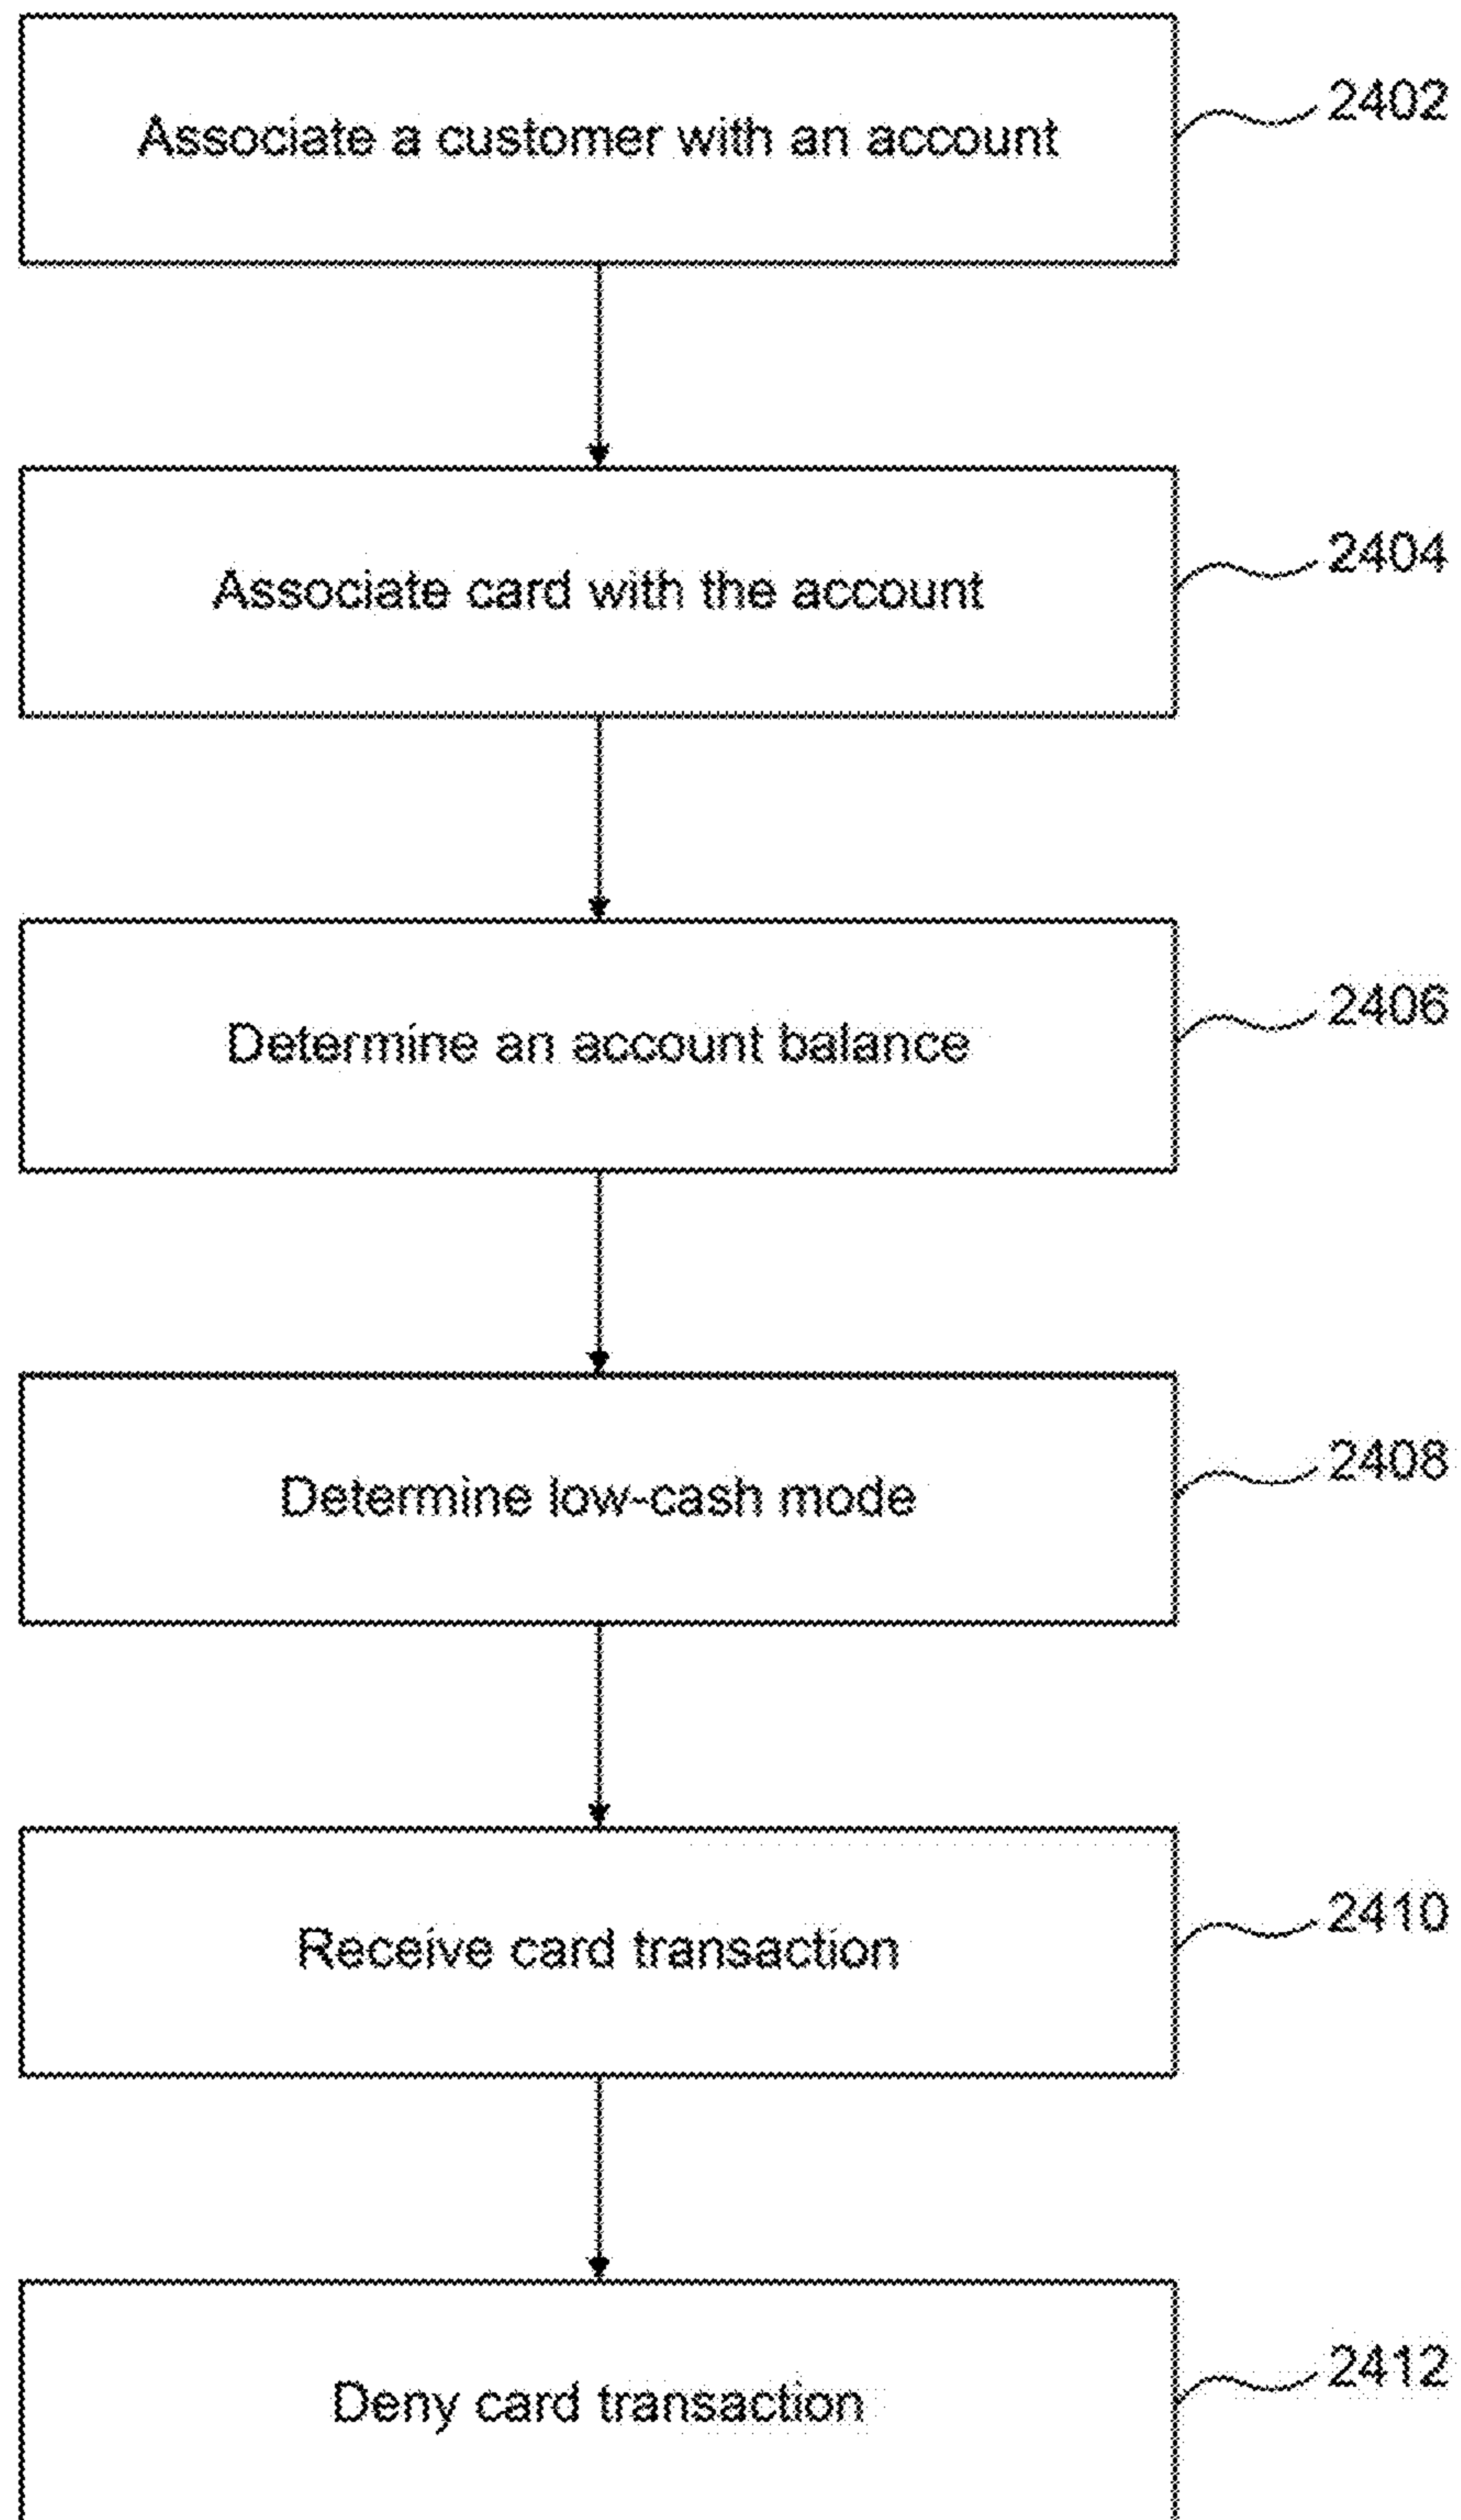 Associate a customer with an account
2402
Associate card with the account
2404
Determine an account balance
2406
Determine low-cash mode
2408
Receive card transaction
2410
Deny card transaction
2412